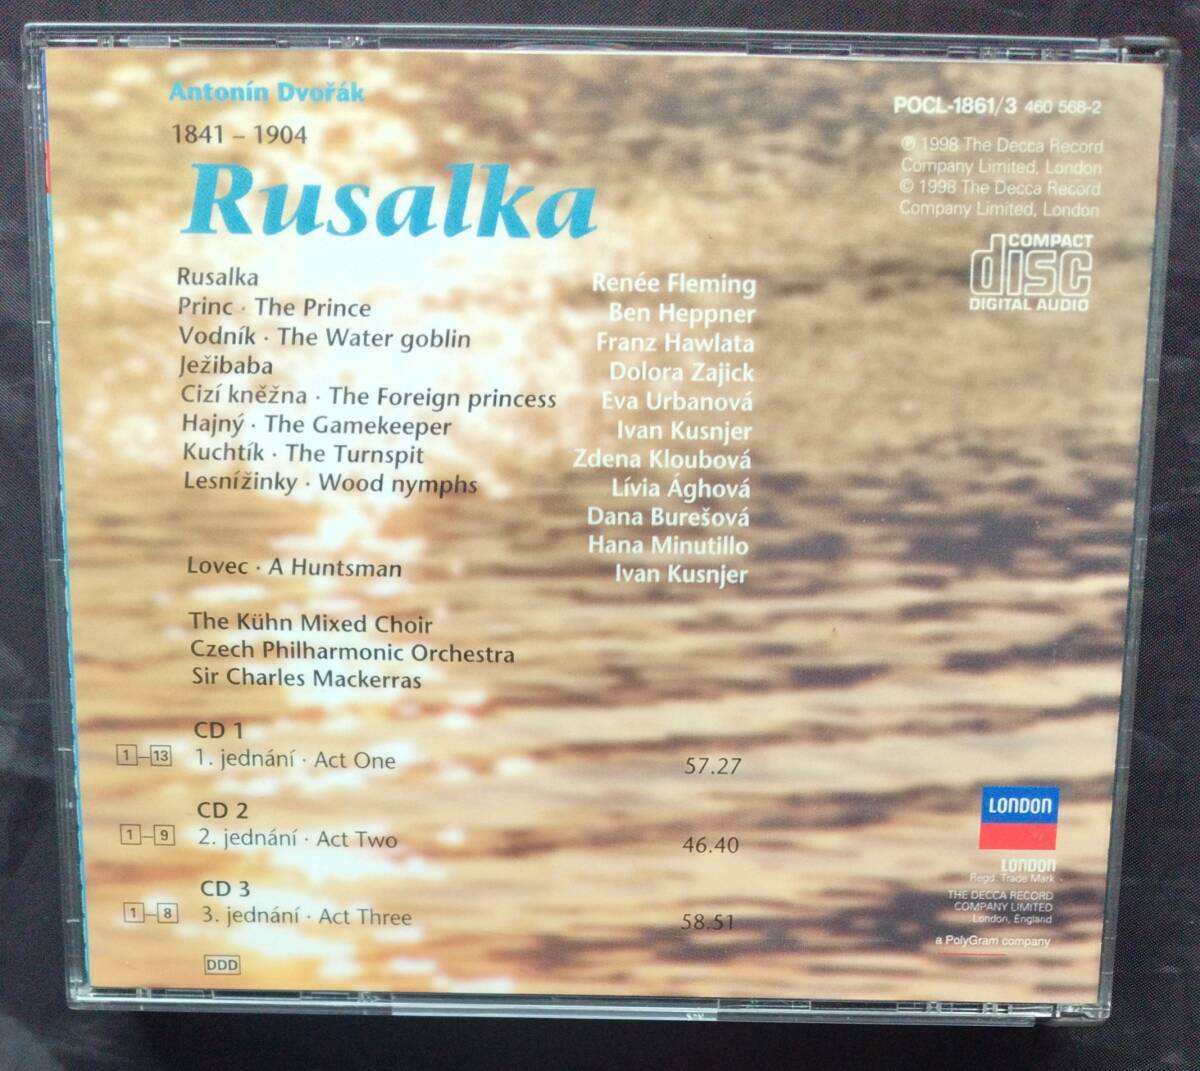 Antonín Dvořák
1841 – 1904
Rusalka
POCL-1861/3 460 568-2
℗ 1998 The Decca Record
Company Limited, London
© 1998 The Decca Record
Company Limited, London
COMPACT
disc
DIGITAL AUDIO
Rusalka Renée Fleming
Princ · The Prince Ben Heppner
Vodník · The Water goblin Franz Hawlata
Ježibaba Dolora Zajick
Cizí kněžna · The Foreign princess Eva Urbanová
Hajný · The Gamekeeper Ivan Kusnjer
Kuchtík · The Turnspit Zdena Kloubová
Lesnížinky · Wood nymphs Lívia Ághová
Dana Burešová
Hana Minutillo
Lovec · A Huntsman Ivan Kusnjer
The Kühn Mixed Choir
Czech Philharmonic Orchestra
Sir Charles Mackerras
CD 1
1–13 1. jednání · Act One 57.27
CD 2
1–9 2. jednání · Act Two 46.40
CD 3
1–8 3. jednání · Act Three 58.51
DDD
LONDON
LONDON
Regd. Trade Mark
THE DECCA RECORD
COMPANY LIMITED
London, England
a PolyGram company